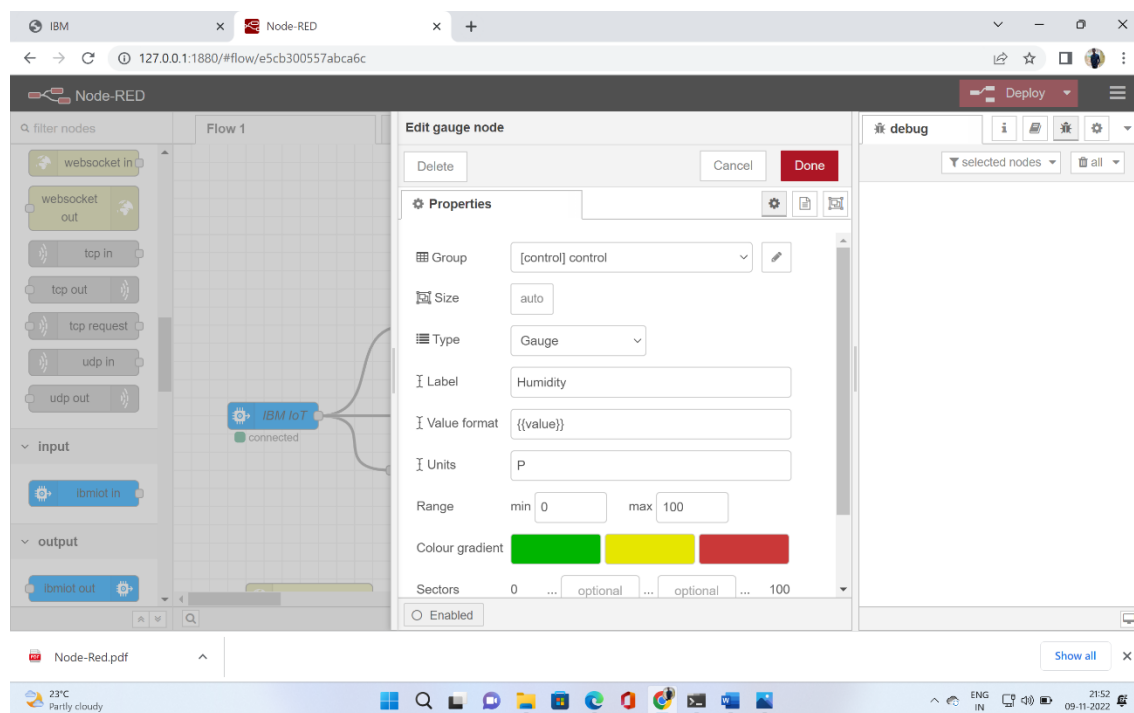 IBM
Node-RED
127.0.0.1:1880/#flow/e5cb300557abca6c
Node-RED
Deploy
filter nodes
Flow 1
Edit gauge node
debug
i
Delete
Cancel
Done
selected nodes
all
Properties
websocket in
websocket
out
tcp in
tcp out
tcp request
udp in
udp out
input
ibmiot in
output
ibmiot out
IBM IoT
connected
Group
[control] control
Size
auto
Type
Gauge
Label
Humidity
Value format
{{value}}
Units
P
Range
min 0
max 100
Colour gradient
Sectors
0 ... optional ... optional ... 100
Enabled
Node-Red.pdf
Show all
23°C
Partly cloudy
ENG
IN
21:52
09-11-2022